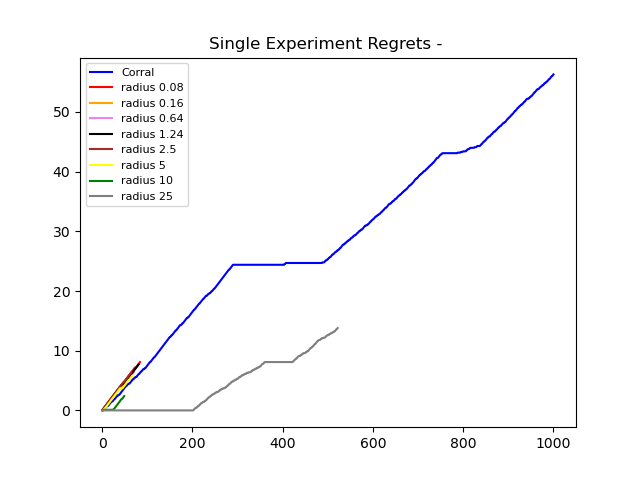 Single Experiment Regrets -
Corral
radius 0.08
radius 0.16
radius 0.64
radius 1.24
radius 2.5
radius 5
radius 10
radius 25
50
40
30
20
10
0
0 200 400 600 800 1000